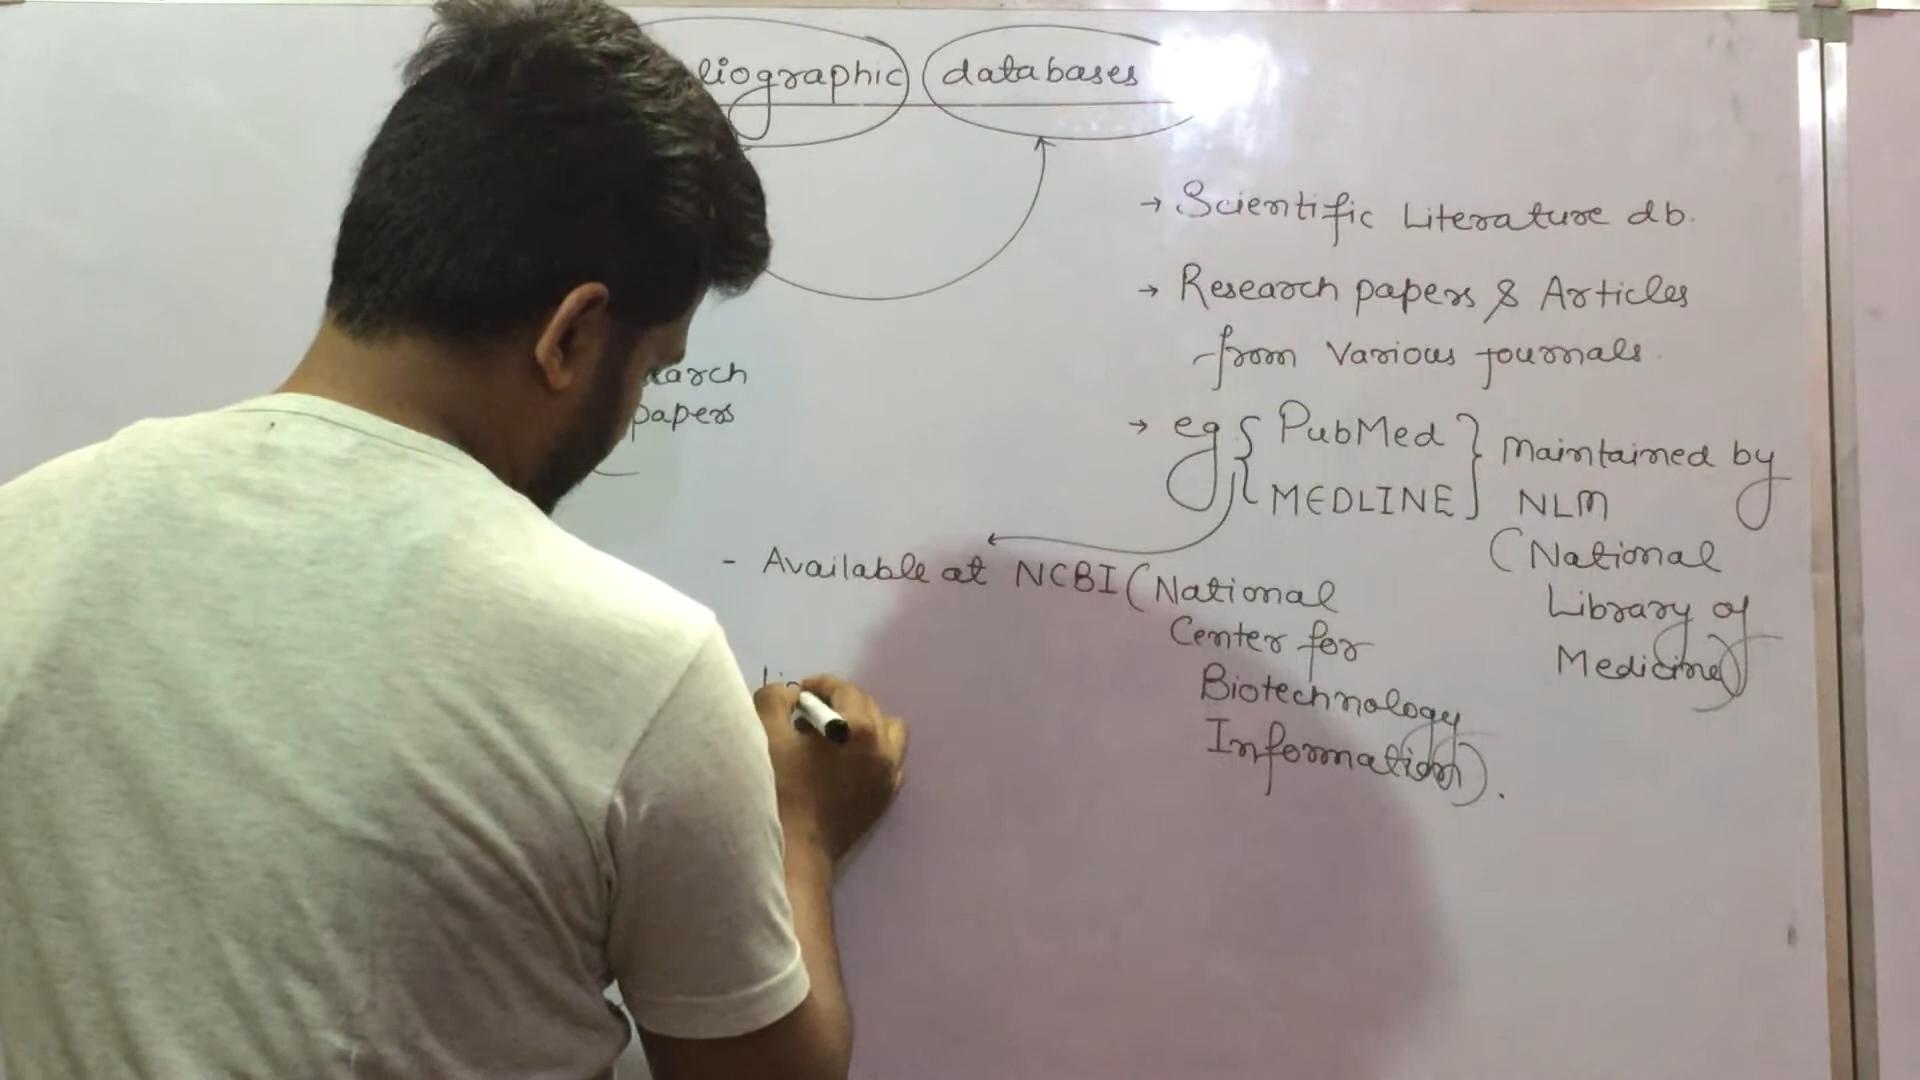 liographic databases
→ Scientific Literature db.
→ Research papers & Articles
from Various journals.
earch
papers
→ eg { PubMed } Maintained by
MEDLINE NLM
(National
Library of
Medicine)
- Available at NCBI (National
Center for
Biotechnology
Information).